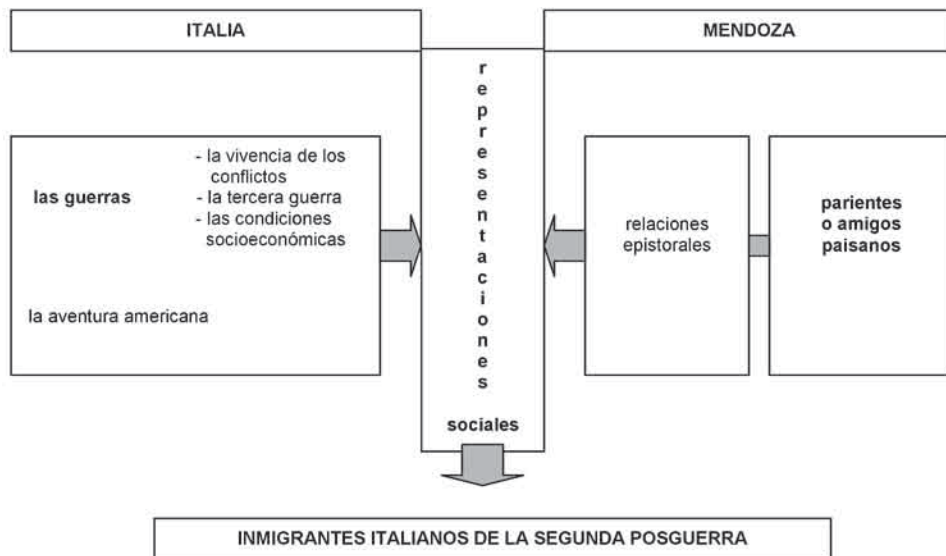 ITALIA
MENDOZA
representaciones
sociales
las guerras
- la vivencia de los
conflictos
- la tercera guerra
- las condiciones
socioeconómicas
la aventura americana
relaciones
epistorales
parientes
o amigos
paisanos
INMIGRANTES ITALIANOS DE LA SEGUNDA POSGUERRA